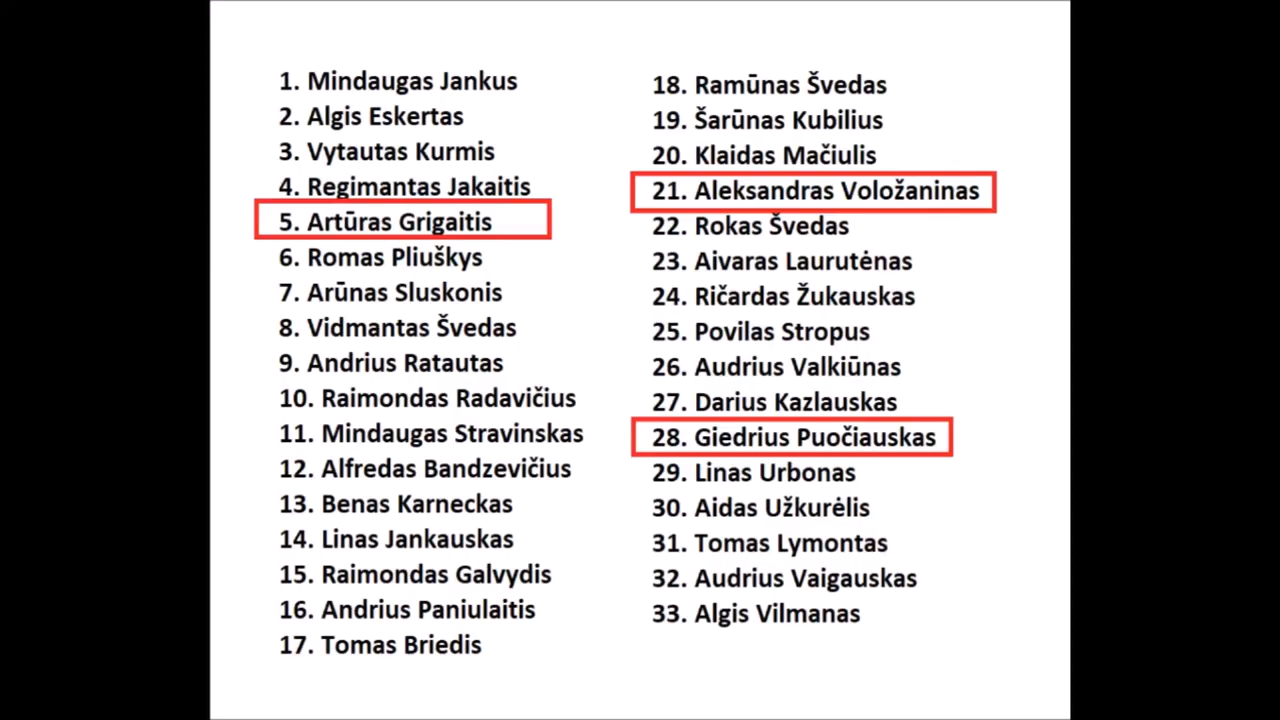 1. Mindaugas Jankus
2. Algis Eskertas
3. Vytautas Kurmis
4. Regimantas Jakaitis
5. Artūras Grigaitis
6. Romas Pliuškys
7. Arūnas Sluskonis
8. Vidmantas Švedas
9. Andrius Ratautas
10. Raimondas Radavičius
11. Mindaugas Stravinskas
12. Alfredas Bandzevičius
13. Benas Karneckas
14. Linas Jankauskas
15. Raimondas Galvydis
16. Andrius Paniulaitis
17. Tomas Briedis
18. Ramūnas Švedas
19. Šarūnas Kubilius
20. Klaidas Mačiulis
21. Aleksandras Voložaninas
22. Rokas Švedas
23. Aivaras Laurutėnas
24. Ričardas Žukauskas
25. Povilas Stropus
26. Audrius Valkiūnas
27. Darius Kazlauskas
28. Giedrius Puočiauskas
29. Linas Urbonas
30. Aidas Užkurėlis
31. Tomas Lymontas
32. Audrius Vaigauskas
33. Algis Vilmanas